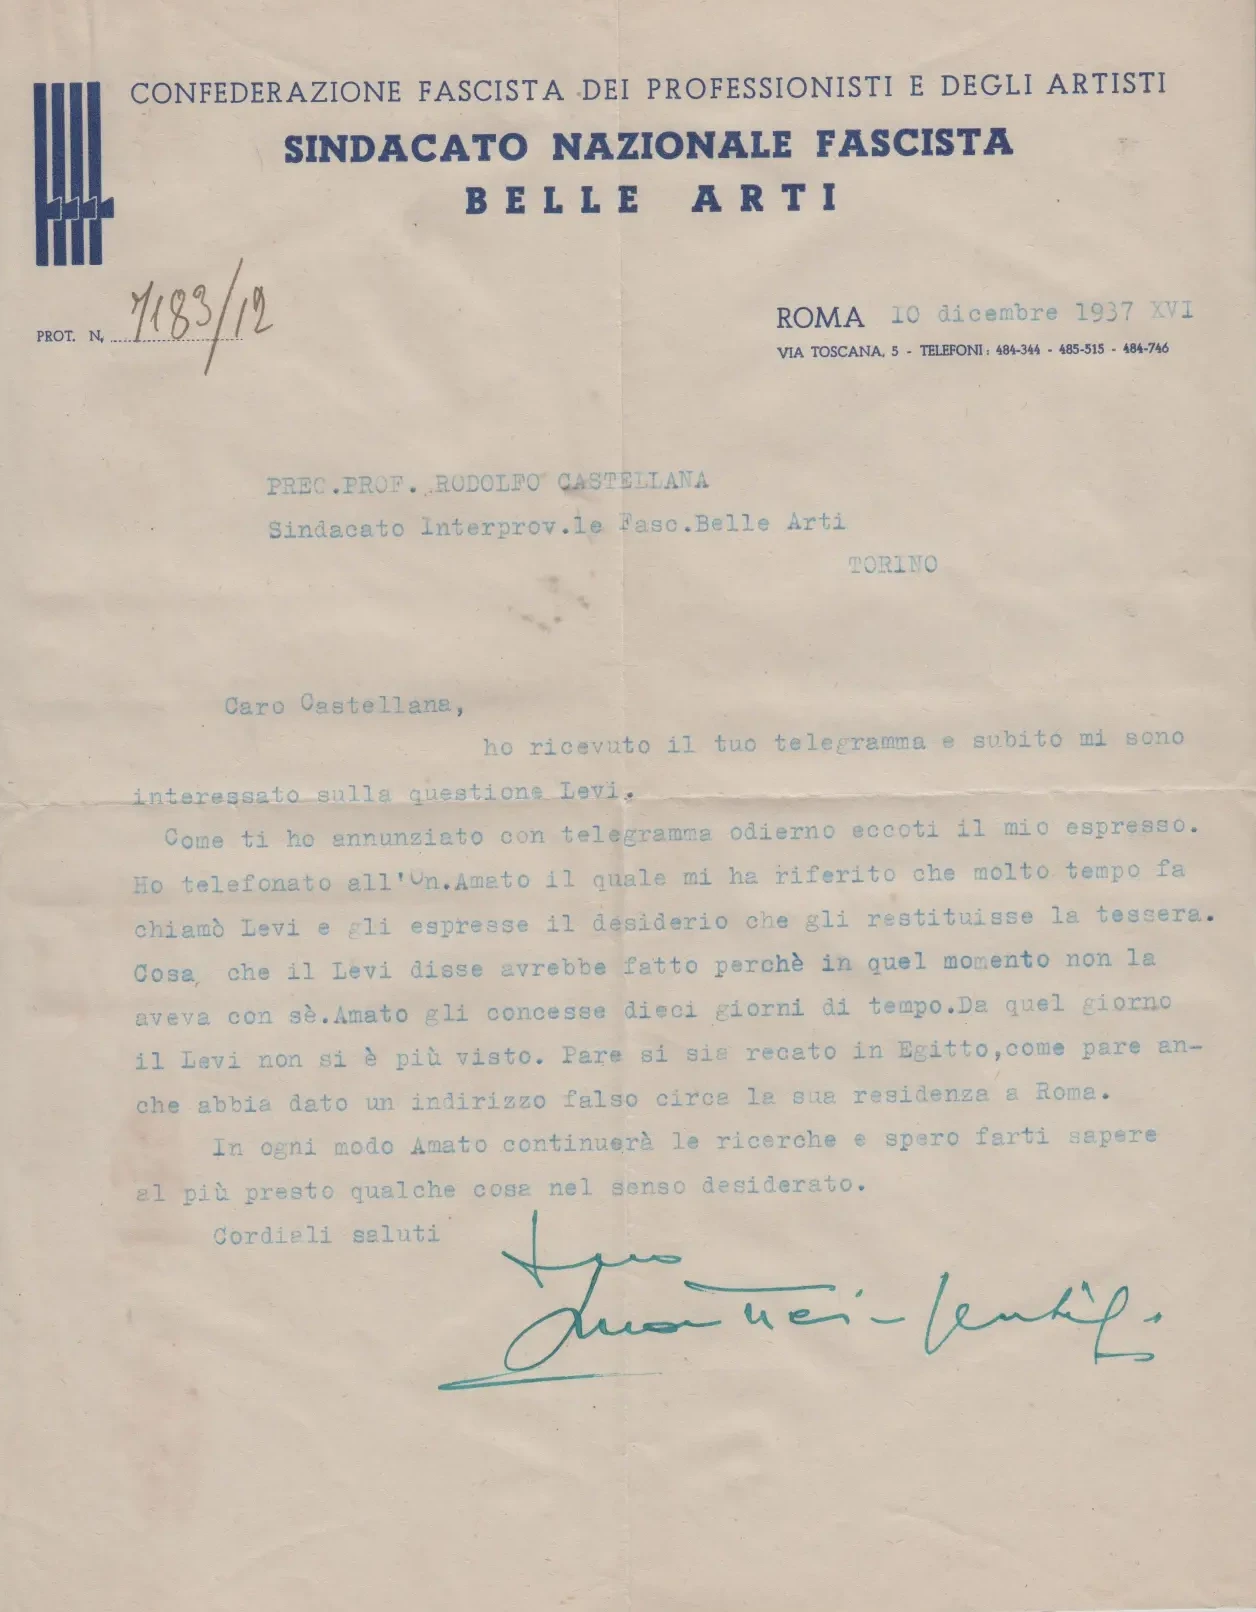 CONFEDERAZIONE FASCISTA DEI PROFESSIONISTI E DEGLI ARTISTI
SINDACATO NAZIONALE FASCISTA
BELLE ARTI
PROT. N. 7183/12
ROMA 10 dicembre 1937 XVI
VIA TOSCANA, 5 - TELEFONI: 484-344 - 485-515 - 484-746
PREG.PROF. RODOLFO CASTELLANA
Sindacato Interprov.le Fasc.Belle Arti
TORINO
Caro Castellana,
ho ricevuto il tuo telegramma e subito mi sono
interessato sulla questione Levi.
Come ti ho annunziato con telegramma odierno eccoti il mio espresso.
Ho telefonato all'On.Amato il quale mi ha riferito che molto tempo fa
chiamò Levi e gli espresse il desiderio che gli restituisse la tessera.
Cosa, che il Levi disse avrebbe fatto perchè in quel momento non la
aveva con sè.Amato gli concesse dieci giorni di tempo.Da quel giorno
il Levi non si è più visto. Pare si sia recato in Egitto,come pare an-
che abbia dato un indirizzo falso circa la sua residenza a Roma.
In ogni modo Amato continuerà le ricerche e spero farti sapere
al più presto qualche cosa nel senso desiderato.
Cordiali saluti